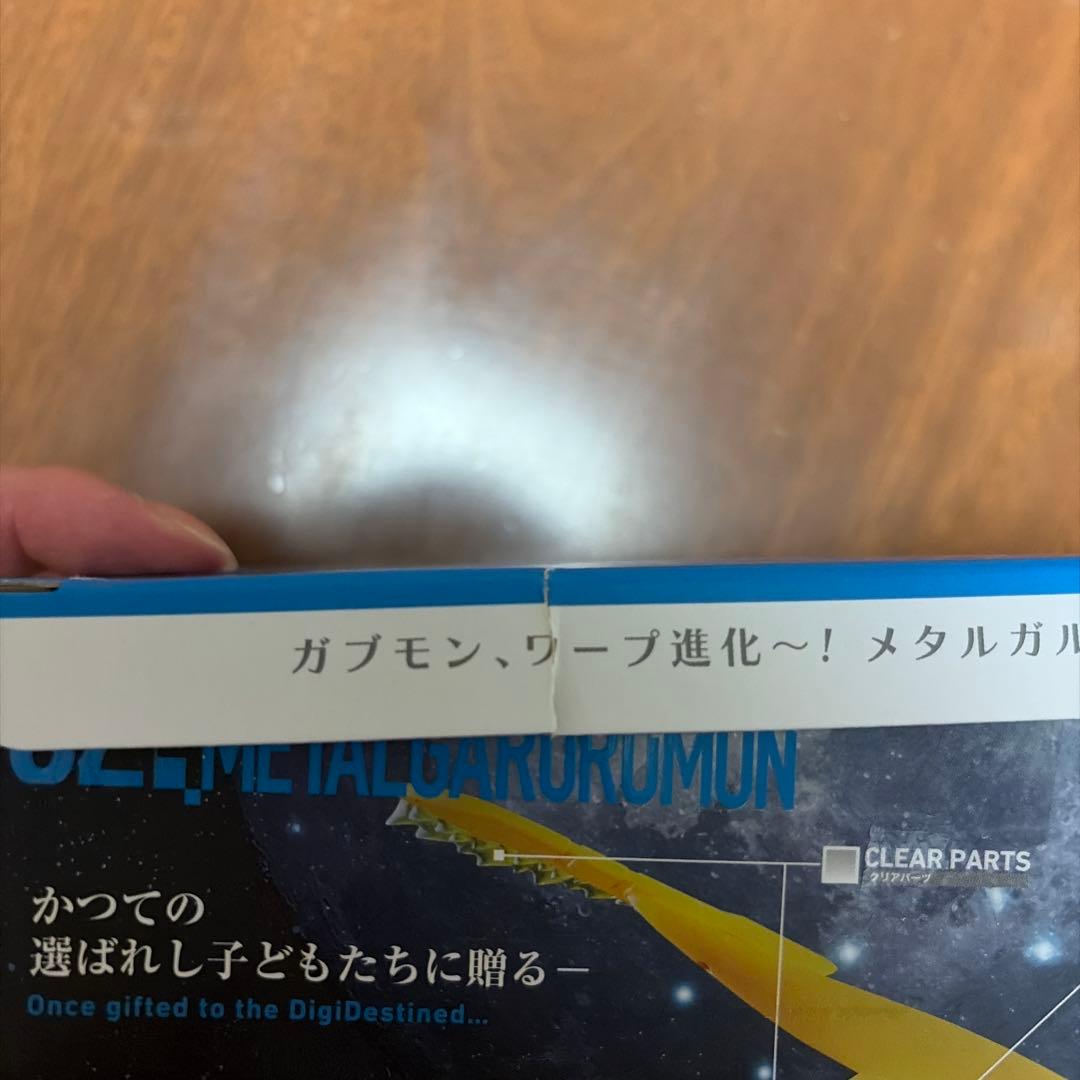 ガブモン、ワープ進化〜! メタルガル
02.METALGARURUMON
CLEAR PARTS
クリアパーツ
かつての
選ばれし子どもたちに贈る—
Once gifted to the DigiDestined...